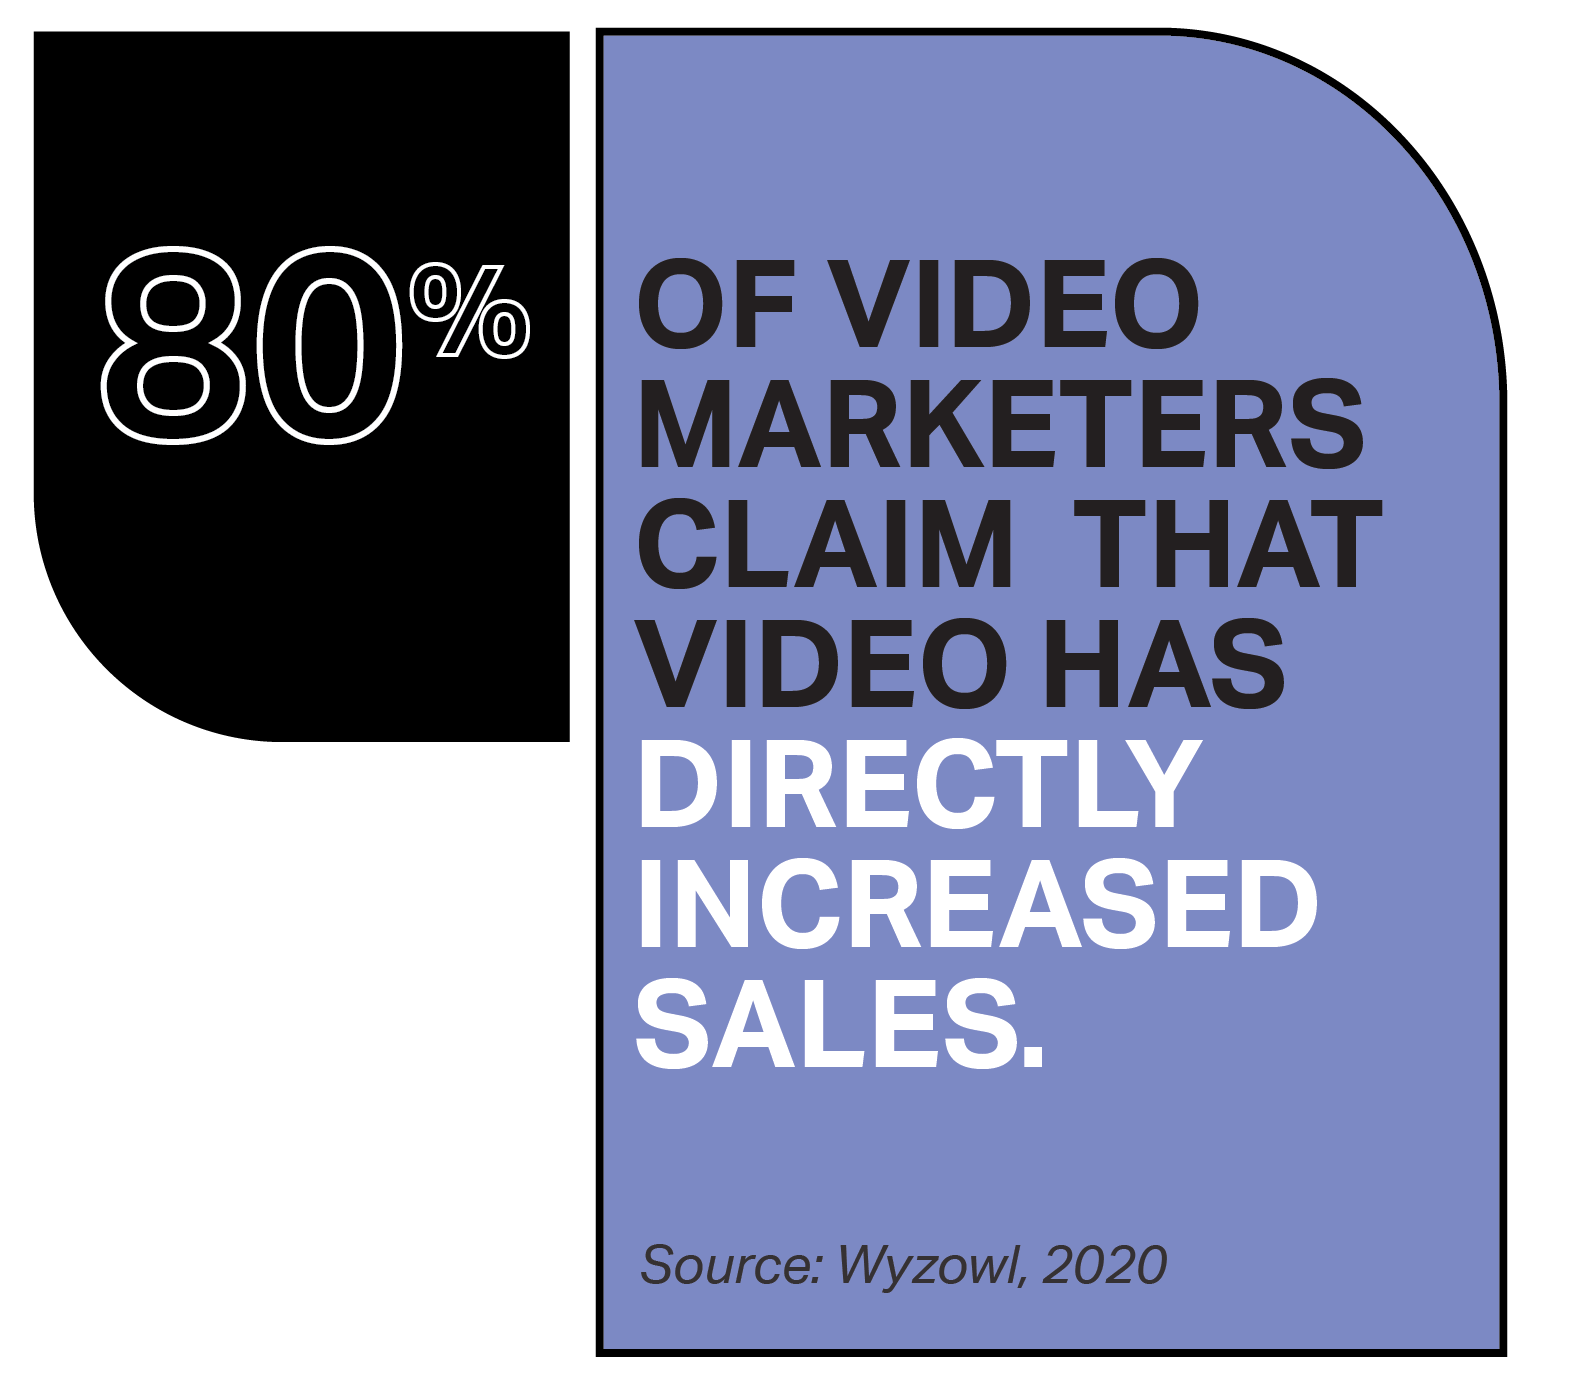 80%
OF VIDEO
MARKETERS
CLAIM  THAT
VIDEO HAS
DIRECTLY
INCREASED
SALES.
Source: Wyzowl, 2020